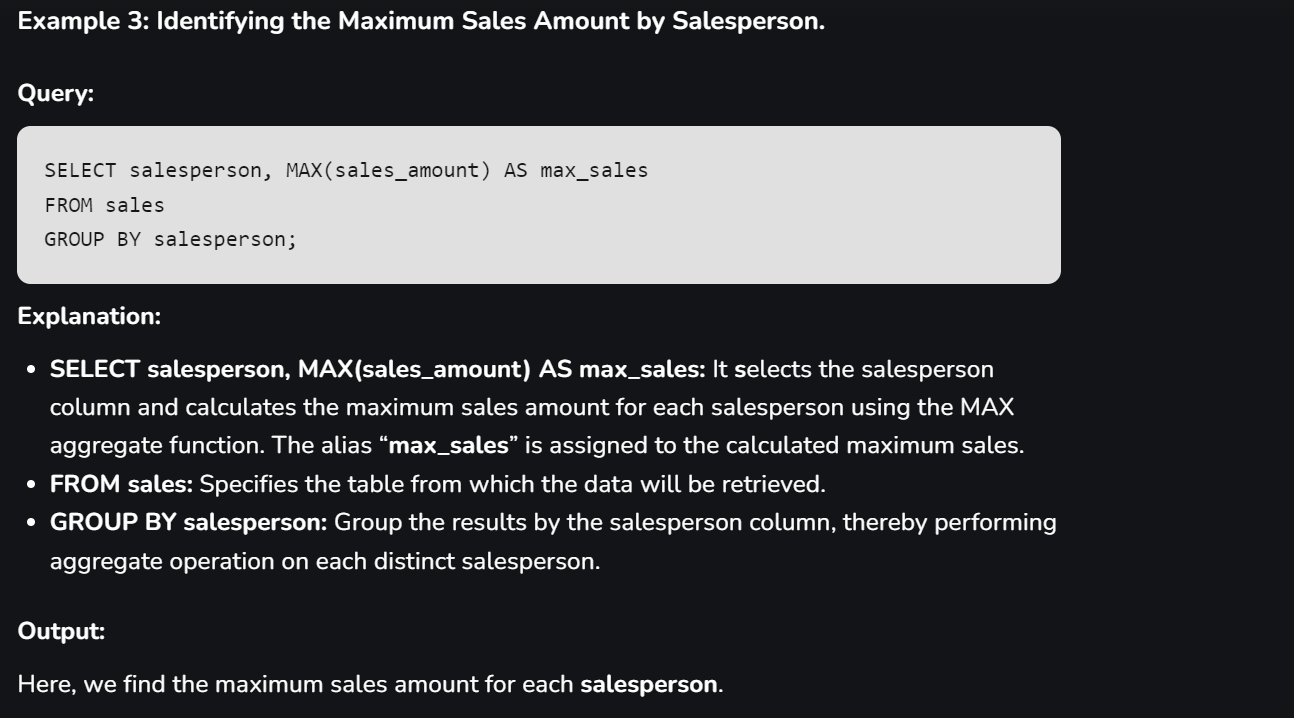 Example 3: Identifying the Maximum Sales Amount by Salesperson.
Query:
SELECT salesperson, MAX(sales_amount) AS max_sales
FROM sales
GROUP BY salesperson;
Explanation:
• SELECT salesperson, MAX(sales_amount) AS max_sales: It selects the salesperson
column and calculates the maximum sales amount for each salesperson using the MAX
aggregate function. The alias “max_sales” is assigned to the calculated maximum sales.
• FROM sales: Specifies the table from which the data will be retrieved.
• GROUP BY salesperson: Group the results by the salesperson column, thereby performing
aggregate operation on each distinct salesperson.
Output:
Here, we find the maximum sales amount for each salesperson.